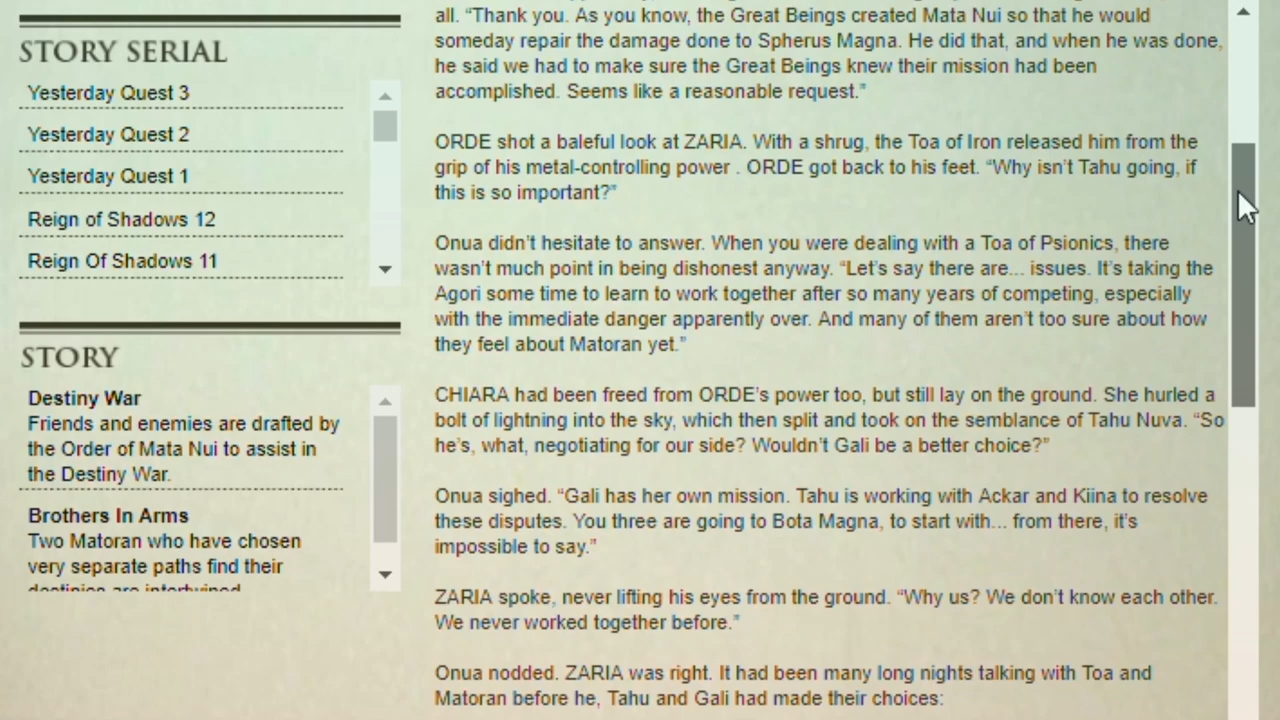 STORY SERIAL
Yesterday Quest 3
Yesterday Quest 2
Yesterday Quest 1
Reign of Shadows 12
Reign Of Shadows 11
STORY
Destiny War
Friends and enemies are drafted by
the Order of Mata Nui to assist in
the Destiny War.
Brothers In Arms
Two Matoran who have chosen
very separate paths find their
destinies are intertwined
all. “Thank you. As you know, the Great Beings created Mata Nui so that he would
someday repair the damage done to Spherus Magna. He did that, and when he was done,
he said we had to make sure the Great Beings knew their mission had been
accomplished. Seems like a reasonable request.”
ORDE shot a baleful look at ZARIA. With a shrug, the Toa of Iron released him from the
grip of his metal-controlling power . ORDE got back to his feet. “Why isn’t Tahu going, if
this is so important?”
Onua didn’t hesitate to answer. When you were dealing with a Toa of Psionics, there
wasn’t much point in being dishonest anyway. “Let’s say there are... issues. It’s taking the
Agori some time to learn to work together after so many years of competing, especially
with the immediate danger apparently over. And many of them aren’t too sure about how
they feel about Matoran yet.”
CHIARA had been freed from ORDE’s power too, but still lay on the ground. She hurled a
bolt of lightning into the sky, which then split and took on the semblance of Tahu Nuva. “So
he’s, what, negotiating for our side? Wouldn’t Gali be a better choice?”
Onua sighed. “Gali has her own mission. Tahu is working with Ackar and Kiina to resolve
these disputes. You three are going to Bota Magna, to start with... from there, it’s
impossible to say.”
ZARIA spoke, never lifting his eyes from the ground. “Why us? We don’t know each other.
We never worked together before.”
Onua nodded. ZARIA was right. It had been many long nights talking with Toa and
Matoran before he, Tahu and Gali had made their choices: